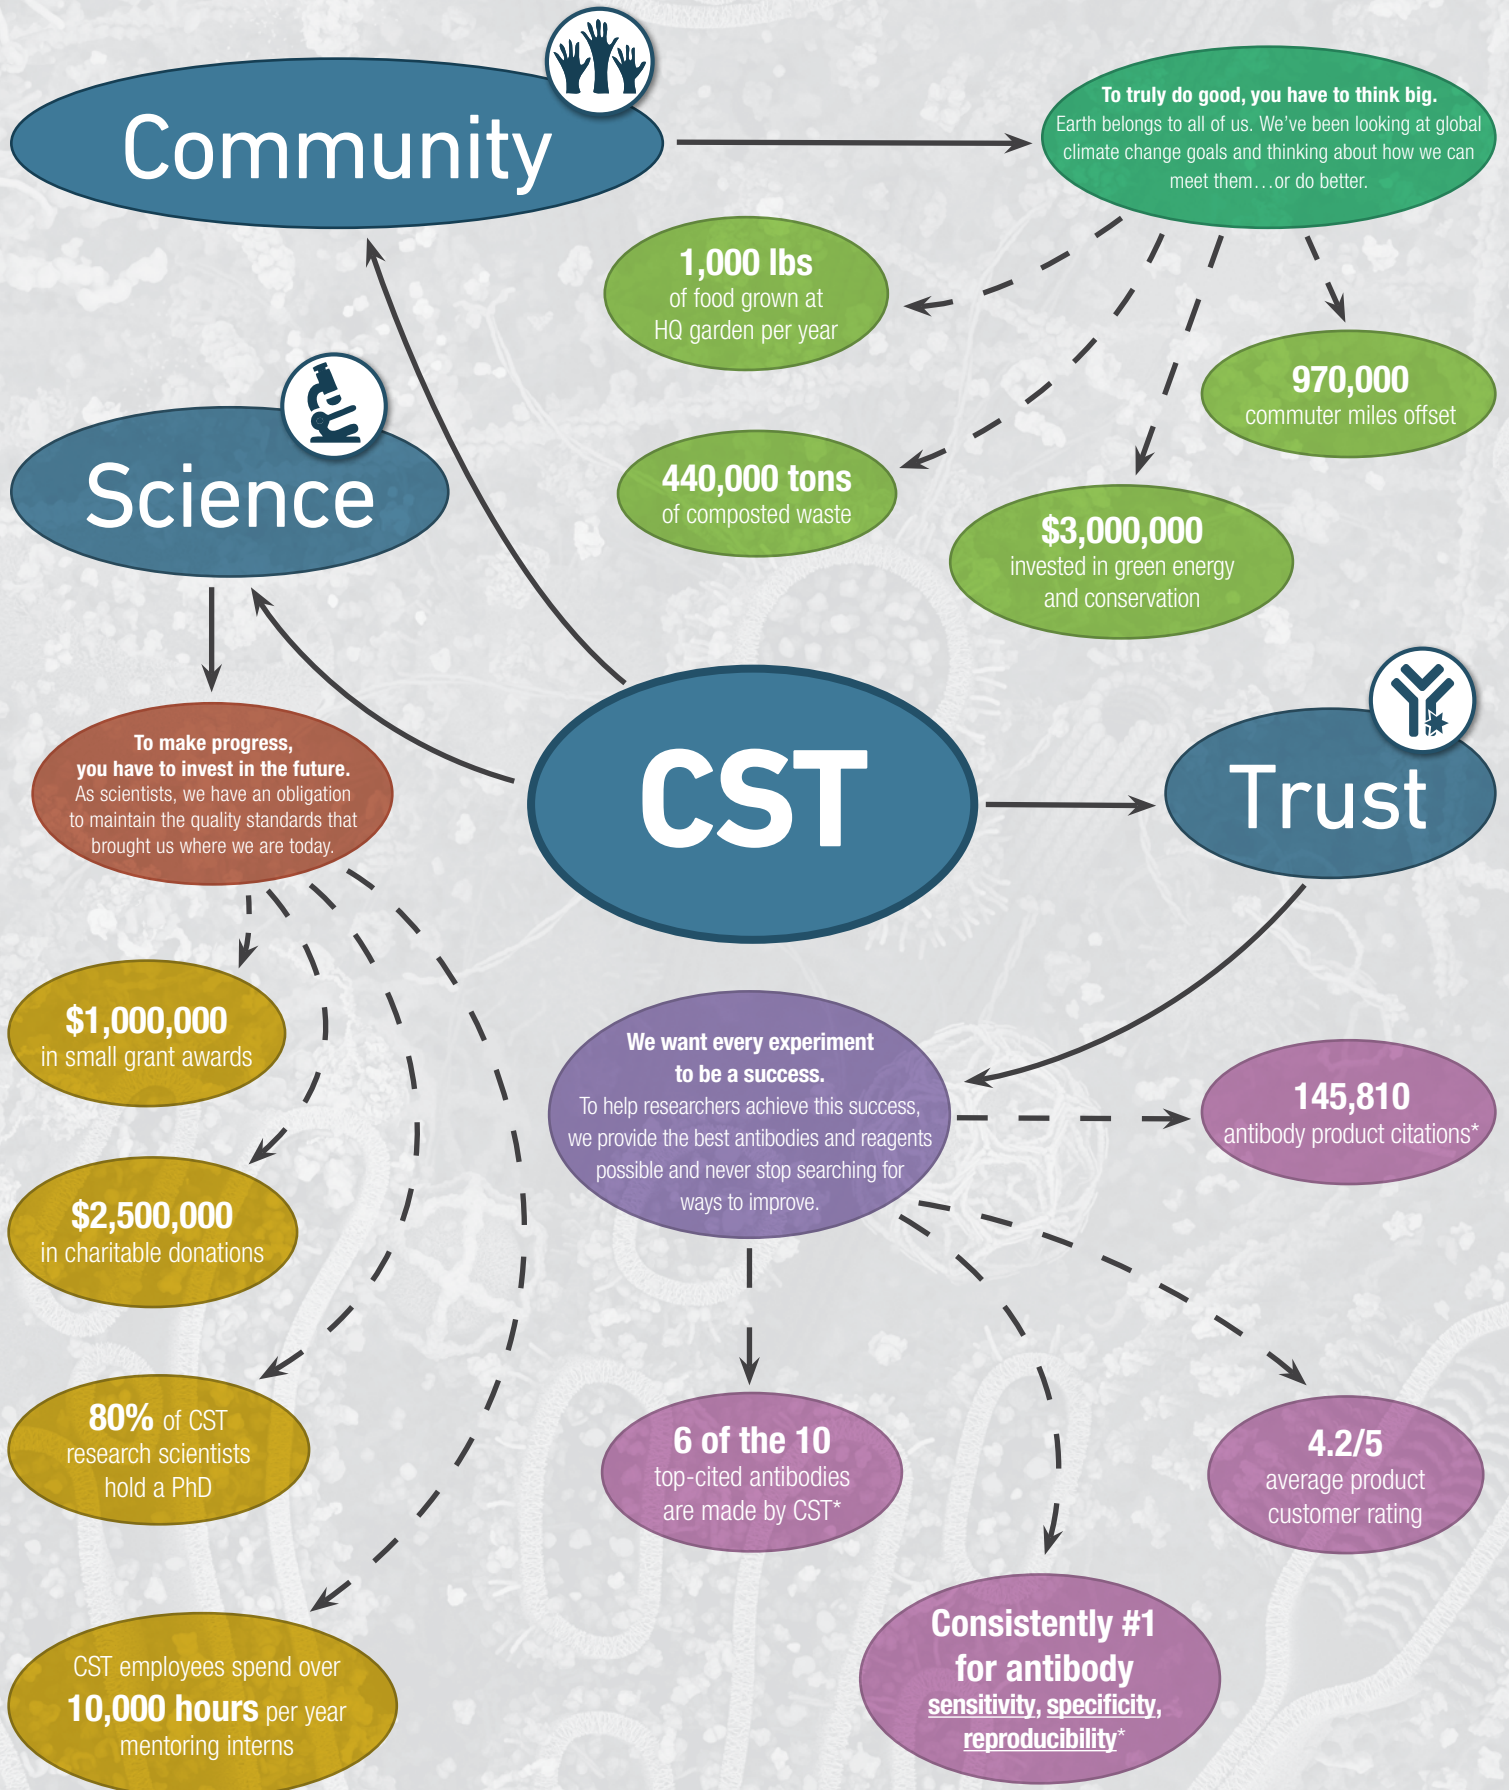 Community
To truly do good, you have to think big.
Earth belongs to all of us. We've been looking at global
climate change goals and thinking about how we can
meet them…or do better.
1,000 lbs
of food grown at
HQ garden per year
970,000
commuter miles offset
440,000 tons
of composted waste
$3,000,000
invested in green energy
and conservation
Science
To make progress,
you have to invest in the future.
As scientists, we have an obligation
to maintain the quality standards that
brought us where we are today.
CST
Trust
$1,000,000
in small grant awards
$2,500,000
in charitable donations
80% of CST
research scientists
hold a PhD
CST employees spend over
10,000 hours per year
mentoring interns
We want every experiment
to be a success.
To help researchers achieve this success,
we provide the best antibodies and reagents
possible and never stop searching for
ways to improve.
145,810
antibody product citations*
6 of the 10
top-cited antibodies
are made by CST*
4.2/5
average product
customer rating
Consistently #1
for antibody
sensitivity, specificity,
reproducibility*